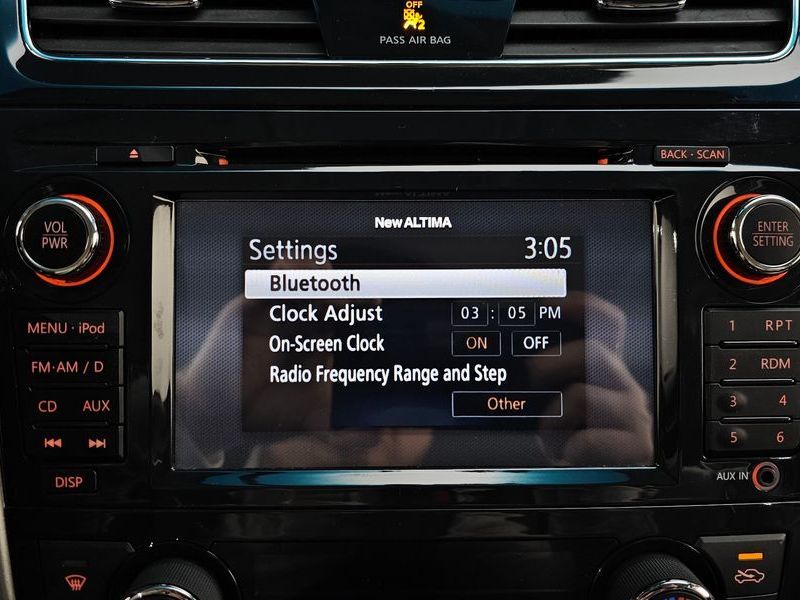 OFF
2
PASS AIR BAG
BACK · SCAN
VOL
PWR
ENTER
SETTING
New ALTIMA
Settings 3:05
Bluetooth
Clock Adjust 03 : 05 PM
On-Screen Clock ON OFF
Radio Frequency Range and Step
Other
MENU · iPod
FM·AM / D
CD AUX
DISP
1 RPT
2 RDM
3 4
5 6
AUX IN